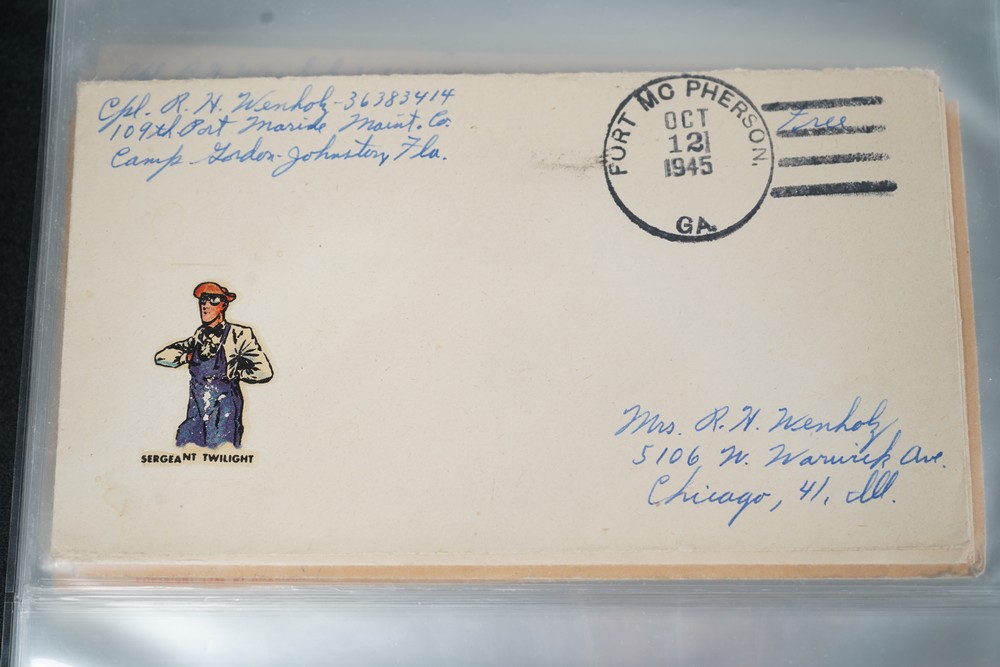 Cpl. R. H. Wenholz-36383414
109th Port Marine Maint. Co.
Camp Gordon-Johnston, Fla.
FORT MC PHERSON.
OCT
12
1945
GA.
Free
SERGEANT TWILIGHT
Mrs. R. H. Wenholz
5106 W. Warwick Ave.
Chicago, 41, Ill.